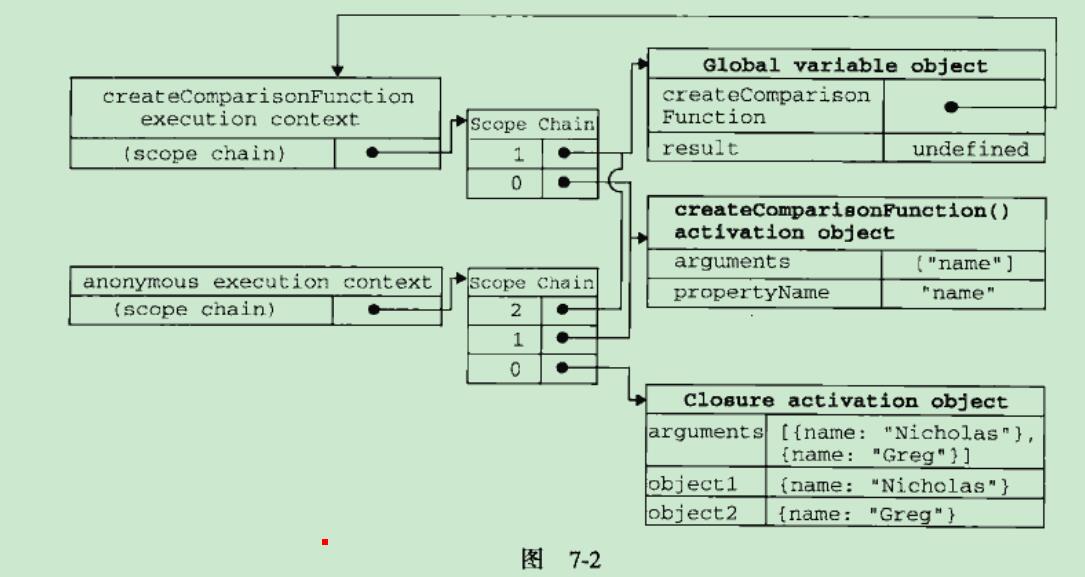 createComparisonFunction
execution context
(scope chain)
Scope Chain
1
0
Global variable object
createComparison
Function
result
undefined
createComparisonFunction()
activation object
arguments
["name"]
propertyName
"name"
anonymous execution context
(scope chain)
Scope Chain
2
1
0
Closure activation object
arguments
[{name: "Nicholas"},
{name: "Greg"}]
object1
{name: "Nicholas"}
object2
{name: "Greg"}
图 7-2